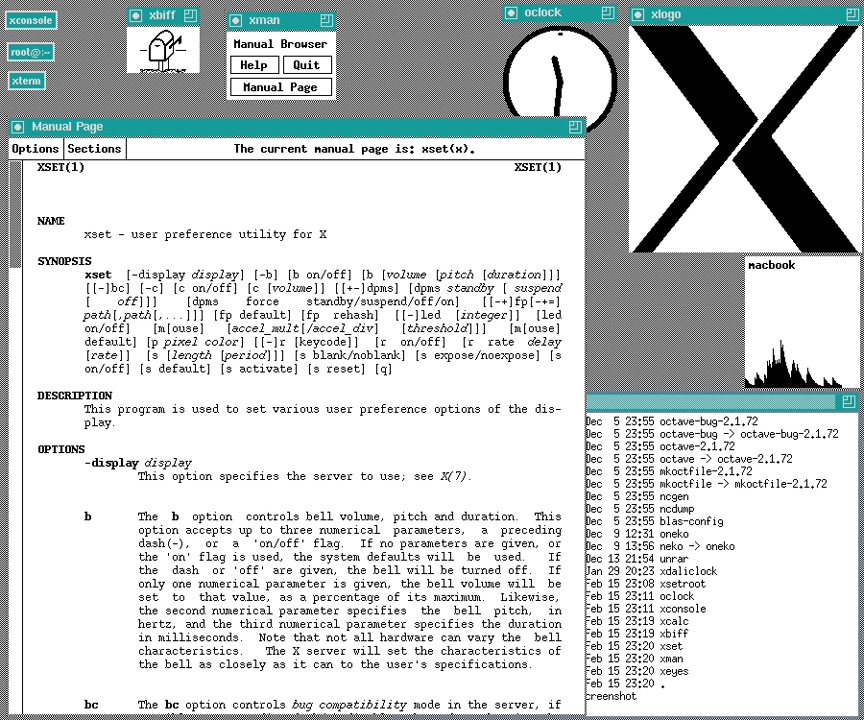 xconsole
root@:~
xterm
xbiff
xman
Manual Browser
Help Quit
Manual Page
oclock
xlogo
Manual Page
Options Sections The current manual page is: xset(x).
XSET(1) XSET(1)
NAME
xset - user preference utility for X
SYNOPSIS
xset [-display display] [-b] [b on/off] [b [volume [pitch [duration]]]
[[-]bc] [-c] [c on/off] [c [volume]] [[+-]dpms] [dpms standby [ suspend
[ off]]] [dpms force standby/suspend/off/on] [[-+]fp[-+=]
path[,path[,...]]] [fp default] [fp rehash] [[-]led [integer]] [led
on/off] [m[ouse] [accel_mult[/accel_div] [threshold]]] [m[ouse]
default] [p pixel color] [[-]r [keycode]] [r on/off] [r rate delay
[rate]] [s [length [period]]] [s blank/noblank] [s expose/noexpose] [s
on/off] [s default] [s activate] [s reset] [q]
DESCRIPTION
This program is used to set various user preference options of the dis-
play.
OPTIONS
-display display
This option specifies the server to use; see X(7).
b The b option controls bell volume, pitch and duration. This
option accepts up to three numerical parameters, a preceding
dash(-), or a 'on/off' flag. If no parameters are given, or
the 'on' flag is used, the system defaults will be used. If
the dash or 'off' are given, the bell will be turned off. If
only one numerical parameter is given, the bell volume will be
set to that value, as a percentage of its maximum. Likewise,
the second numerical parameter specifies the bell pitch, in
hertz, and the third numerical parameter specifies the duration
in milliseconds. Note that not all hardware can vary the bell
characteristics. The X server will set the characteristics of
the bell as closely as it can to the user's specifications.
bc The bc option controls bug compatibility mode in the server, if
macbook
Dec 5 23:55 octave-bug-2.1.72
Dec 5 23:55 octave-bug -> octave-bug-2.1.72
Dec 5 23:55 octave-2.1.72
Dec 5 23:55 octave -> octave-2.1.72
Dec 5 23:55 mkoctfile-2.1.72
Dec 5 23:55 mkoctfile -> mkoctfile-2.1.72
Dec 5 23:55 ncgen
Dec 5 23:55 ncdump
Dec 5 23:55 blas-config
Dec 9 12:31 oneko
Dec 9 13:56 neko -> oneko
Dec 13 21:54 unrar
Jan 29 20:23 xdaliclock
Feb 15 23:08 xsetroot
Feb 15 23:11 oclock
Feb 15 23:11 xconsole
Feb 15 23:19 xcalc
Feb 15 23:19 xbiff
Feb 15 23:20 xset
Feb 15 23:20 xman
Feb 15 23:20 xeyes
Feb 15 23:20 .
creenshot